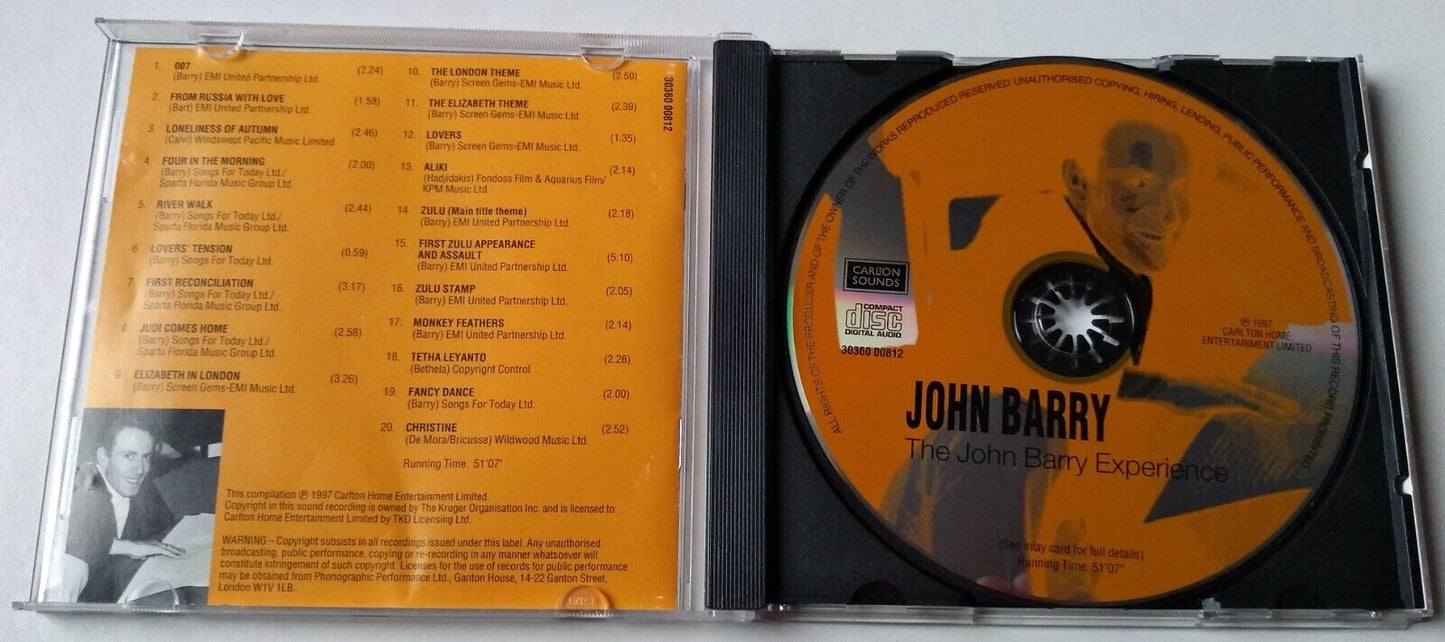 1. 007 (2.24)
(Barry) EMI United Partnership Ltd.
2. FROM RUSSIA WITH LOVE (1.58)
(Bart) EMI United Partnership Ltd.
3. LONELINESS OF AUTUMN (2.46)
(Calvi) Windswept Pacific Music Limited
4. FOUR IN THE MORNING (2.00)
(Barry) Songs For Today Ltd./
Sparta Florida Music Group Ltd.
5. RIVER WALK (2.44)
(Barry) Songs For Today Ltd./
Sparta Florida Music Group Ltd.
6. LOVERS' TENSION (0.59)
(Barry) Songs For Today Ltd.
7. FIRST RECONCILIATION (3.17)
(Barry) Songs For Today Ltd./
Sparta Florida Music Group Ltd.
8. JUDI COMES HOME (2.58)
(Barry) Songs For Today Ltd./
Sparta Florida Music Group Ltd.
9. ELIZABETH IN LONDON (3.26)
(Barry) Screen Gems-EMI Music Ltd.
10. THE LONDON THEME (2.50)
(Barry) Screen Gems-EMI Music Ltd.
11. THE ELIZABETH THEME (2.39)
(Barry) Screen Gems-EMI Music Ltd.
12. LOVERS (1.35)
(Barry) Screen Gems-EMI Music Ltd.
13. ALIKI (2.14)
(Hadjidakis) Fondoss Film & Aquarius Film/
KPM Music Ltd
14. ZULU (Main title theme) (2.18)
(Barry) EMI United Partnership Ltd.
15. FIRST ZULU APPEARANCE
AND ASSAULT (5.10)
(Barry) EMI United Partnership Ltd.
16. ZULU STAMP (2.05)
(Barry) EMI United Partnership Ltd.
17. MONKEY FEATHERS (2.14)
(Barry) EMI United Partnership Ltd.
18. TETHA LEYANTO (2.26)
(Bethela) Copyright Control
19. FANCY DANCE (2.00)
(Barry) Songs For Today Ltd.
20. CHRISTINE (2.52)
(De Mora/Bricusse) Wildwood Music Ltd.
Running Time: 51'07"
30360 00812
This compilation ℗ 1997 Carlton Home Entertainment Limited.
Copyright in this sound recording is owned by The Kruger Organisation Inc. and is licensed to
Carlton Home Entertainment Limited by TKO Licensing Ltd.
WARNING – Copyright subsists in all recordings issued under this label. Any unauthorised
broadcasting, public performance, copying or re-recording in any manner whatsoever will
constitute infringement of such copyright. Licenses for the use of records for public performance
may be obtained from Phonographic Performance Ltd., Ganton House, 14-22 Ganton Street,
London W1V 1LB.
ALL RIGHTS OF THE PRODUCER AND OF THE OWNER OF THE WORKS REPRODUCED RESERVED. UNAUTHORISED COPYING, HIRING, LENDING, PUBLIC PERFORMANCE AND BROADCASTING OF THIS RECORD PROHIBITED
CARLTON
SOUNDS
COMPACT
disc
DIGITAL AUDIO
30360 00812
℗ 1997
CARLTON HOME
ENTERTAINMENT LIMITED
JOHN BARRY
The John Barry Experience
(See inlay card for full details)
Running Time: 51'07"